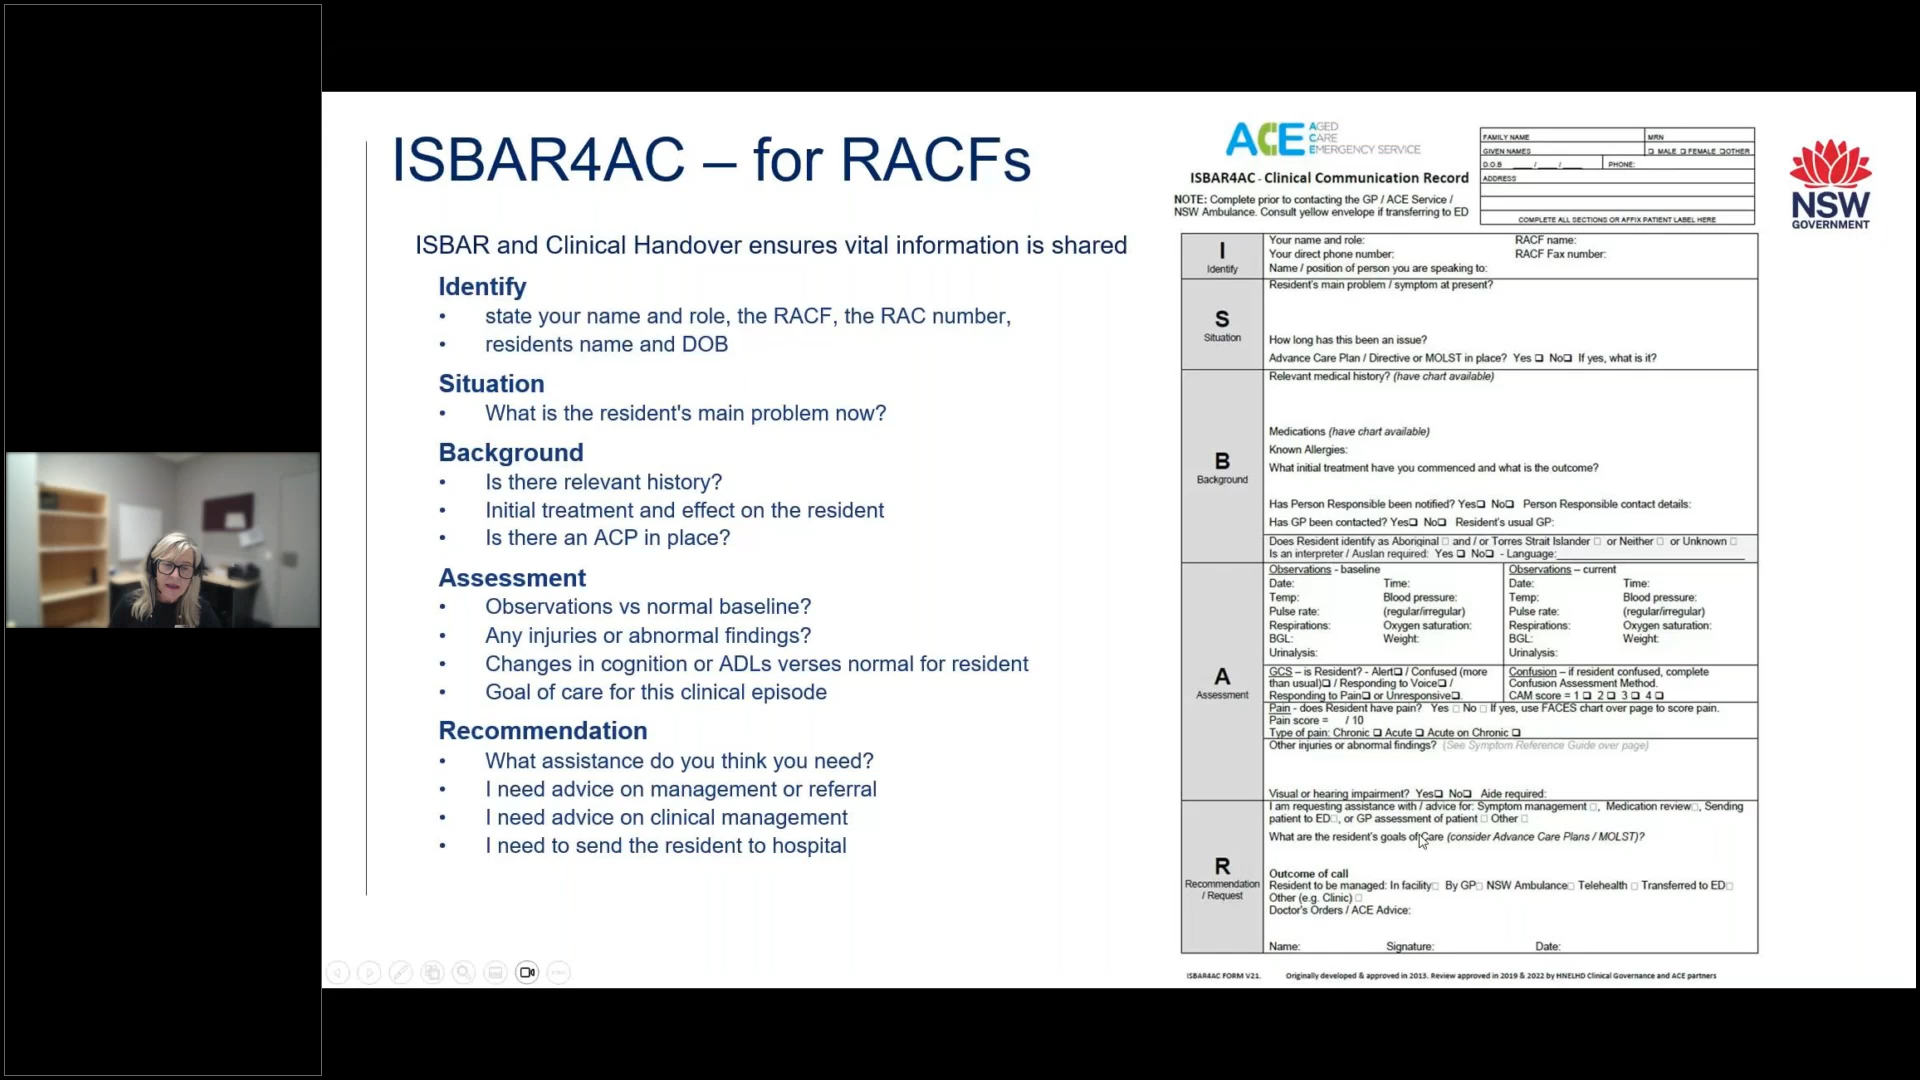 ISBAR4AC – for RACFs
ISBAR and Clinical Handover ensures vital information is shared
Identify
• state your name and role, the RACF, the RAC number,
• residents name and DOB
Situation
• What is the resident's main problem now?
Background
• Is there relevant history?
• Initial treatment and effect on the resident
• Is there an ACP in place?
Assessment
• Observations vs normal baseline?
• Any injuries or abnormal findings?
• Changes in cognition or ADLs verses normal for resident
• Goal of care for this clinical episode
Recommendation
• What assistance do you think you need?
• I need advice on management or referral
• I need advice on clinical management
• I need to send the resident to hospital
ACE AGED
CARE
EMERGENCY SERVICE
ISBAR4AC - Clinical Communication Record
NOTE: Complete prior to contacting the GP / ACE Service /
NSW Ambulance. Consult yellow envelope if transferring to ED
FAMILY NAME MRN
GIVEN NAMES ❑ MALE ❑ FEMALE ❑OTHER
D.O.B ____/____/____ PHONE:
ADDRESS
COMPLETE ALL SECTIONS OR AFFIX PATIENT LABEL HERE
NSW
GOVERNMENT
I
Identify
Your name and role: RACF name:
Your direct phone number: RACF Fax number:
Name / position of person you are speaking to:
S
Situation
Resident's main problem / symptom at present?
How long has this been an issue?
Advance Care Plan / Directive or MOLST in place? Yes ❑ No❑ If yes, what is it?
B
Background
Relevant medical history? (have chart available)
Medications (have chart available)
Known Allergies:
What initial treatment have you commenced and what is the outcome?
Has Person Responsible been notified? Yes❑ No❑ Person Responsible contact details:
Has GP been contacted? Yes❑ No❑ Resident's usual GP:
Does Resident identify as Aboriginal □ and / or Torres Strait Islander □ or Neither □ or Unknown □
Is an interpreter / Auslan required: Yes ❑ No❑ - Language:
A
Assessment
Observations - baseline
Date: Time:
Temp: Blood pressure:
Pulse rate: (regular/irregular)
Respirations: Oxygen saturation:
BGL: Weight:
Urinalysis:
Observations – current
Date: Time:
Temp: Blood pressure:
Pulse rate: (regular/irregular)
Respirations: Oxygen saturation:
BGL: Weight:
Urinalysis:
GCS – is Resident? - Alert❑ / Confused (more
than usual)❑ / Responding to Voice❑ /
Responding to Pain❑ or Unresponsive❑.
Confusion – if resident confused, complete
Confusion Assessment Method.
CAM score = 1 ❑ 2 ❑ 3 ❑ 4 ❑
Pain - does Resident have pain? Yes □ No □ If yes, use FACES chart over page to score pain.
Pain score = / 10
Type of pain: Chronic ❑ Acute ❑ Acute on Chronic ❑
Other injuries or abnormal findings? (See Symptom Reference Guide over page)
Visual or hearing impairment? Yes❑ No❑ Aide required:
R
Recommendation
/ Request
I am requesting assistance with / advice for: Symptom management □, Medication review□, Sending
patient to ED□, or GP assessment of patient □ Other □
What are the resident's goals of Care (consider Advance Care Plans / MOLST)?
Outcome of call
Resident to be managed: In facility□ By GP□ NSW Ambulance□ Telehealth □ Transferred to ED□
Other (e.g. Clinic) □
Doctor's Orders / ACE Advice:
Name: Signature: Date:
ISBAR4AC FORM V21. Originally developed & approved in 2013. Review approved in 2019 & 2022 by HNELHD Clinical Governance and ACE partners